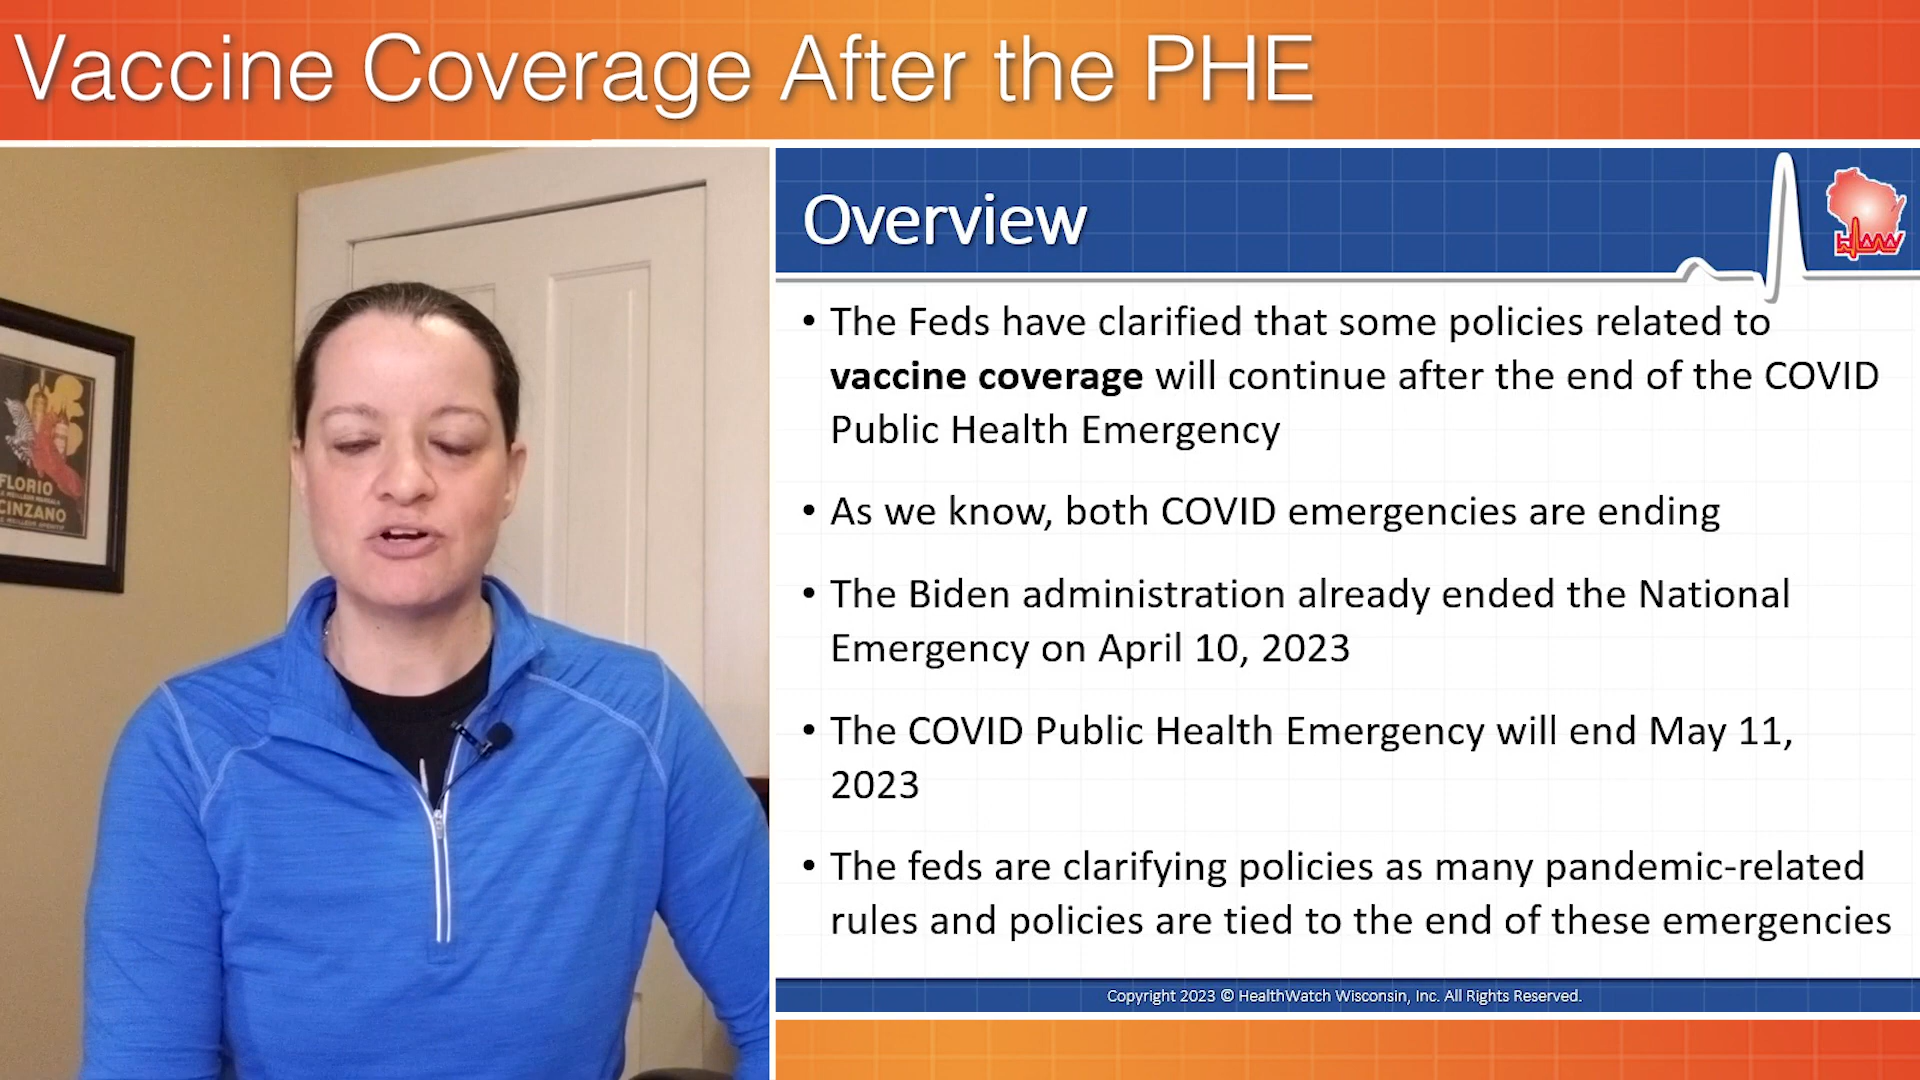 Vaccine Coverage After the PHE
FLORIO
CINZANO
Overview
HWW
• The Feds have clarified that some policies related to
vaccine coverage will continue after the end of the COVID
Public Health Emergency
• As we know, both COVID emergencies are ending
• The Biden administration already ended the National
Emergency on April 10, 2023
• The COVID Public Health Emergency will end May 11,
2023
• The feds are clarifying policies as many pandemic-related
rules and policies are tied to the end of these emergencies
Copyright 2023 © HealthWatch Wisconsin, Inc. All Rights Reserved.